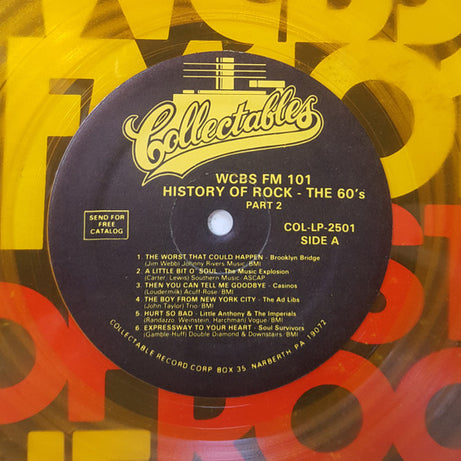 WCBS
FM 101
Collectables
WCBS FM 101
HISTORY OF ROCK - THE 60's
PART 2
SEND FOR
FREE
CATALOG
COL-LP-2501
SIDE A
1. THE WORST THAT COULD HAPPEN - Brooklyn Bridge
(Jim Webb) Johnny Rivers Music/BMI
2. A LITTLE BIT O' SOUL - The Music Explosion
(Carter, Lewis) Southern Music/ASCAP
3. THEN YOU CAN TELL ME GOODBYE - Casinos
(Loudermilk) Acuff-Rose/BMI
4. THE BOY FROM NEW YORK CITY - The Ad Libs
(John Taylor) Trio/BMI
5. HURT SO BAD - Little Anthony & The Imperials
(Randazzo, Weinstein, Harchman) Vogue/BMI
6. EXPRESSWAY TO YOUR HEART - Soul Survivors
(Gamble-Huff) Double Diamond & Downstairs/BMI
COLLECTABLE RECORD CORP. BOX 35, NARBERTH, PA 19072